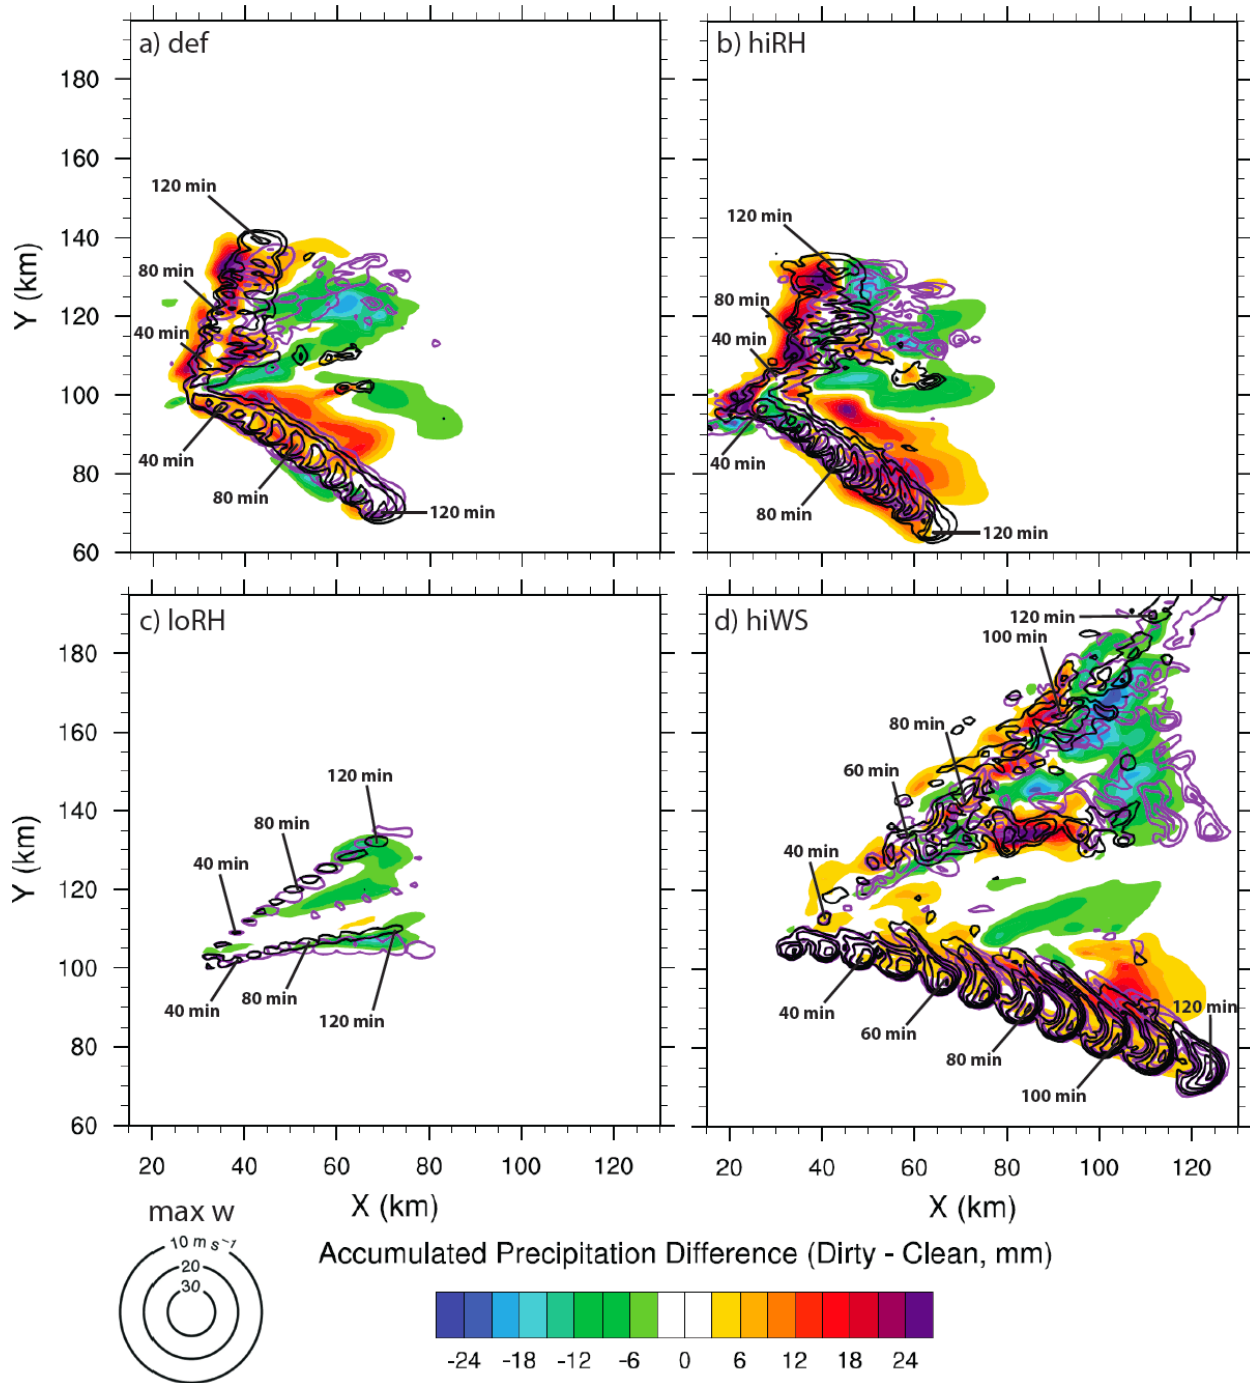 a) def
b) hiRH
180
160
140
120
100
80
60
Y (km)
120 min
80 min
40 min
40 min
80 min
120 min
120 min
80 min
40 min
40 min
80 min
120 min
c) loRH
d) hiWS
180
160
140
120
100
80
60
Y (km)
120 min
80 min
40 min
40 min
80 min
120 min
120 min
100 min
80 min
60 min
40 min
40 min
60 min
80 min
100 min
120 min
20 40 60 80 100 120
20 40 60 80 100 120
X (km)
X (km)
max w
10 m s⁻¹
20
30
Accumulated Precipitation Difference (Dirty - Clean, mm)
-24 -18 -12 -6 0 6 12 18 24